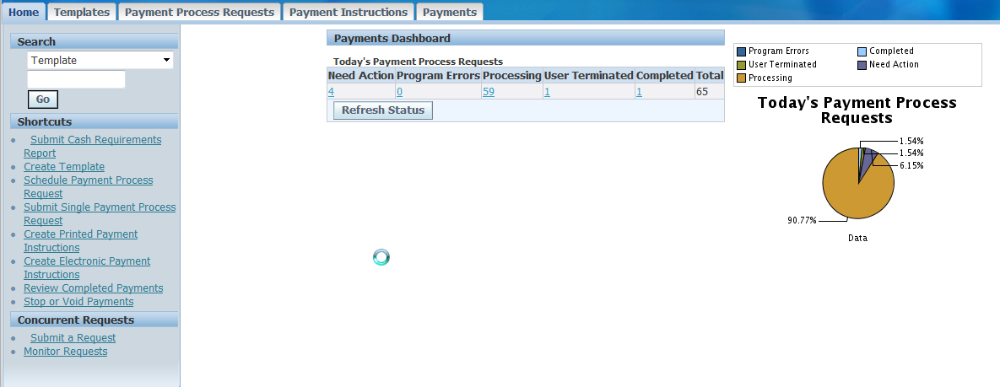 Home Templates Payment Process Requests Payment Instructions Payments
Search
Template
Go
Shortcuts
Submit Cash Requirements
Report
Create Template
Schedule Payment Process
Request
Submit Single Payment Process
Request
Create Printed Payment
Instructions
Create Electronic Payment
Instructions
Review Completed Payments
Stop or Void Payments
Concurrent Requests
Submit a Request
Monitor Requests
Payments Dashboard
Today's Payment Process Requests
Need Action Program Errors Processing User Terminated Completed Total
4 0 59 1 1 65
Refresh Status
Program Errors Completed
User Terminated Need Action
Processing
Today's Payment Process
Requests
1.54%
1.54%
6.15%
90.77%
Data